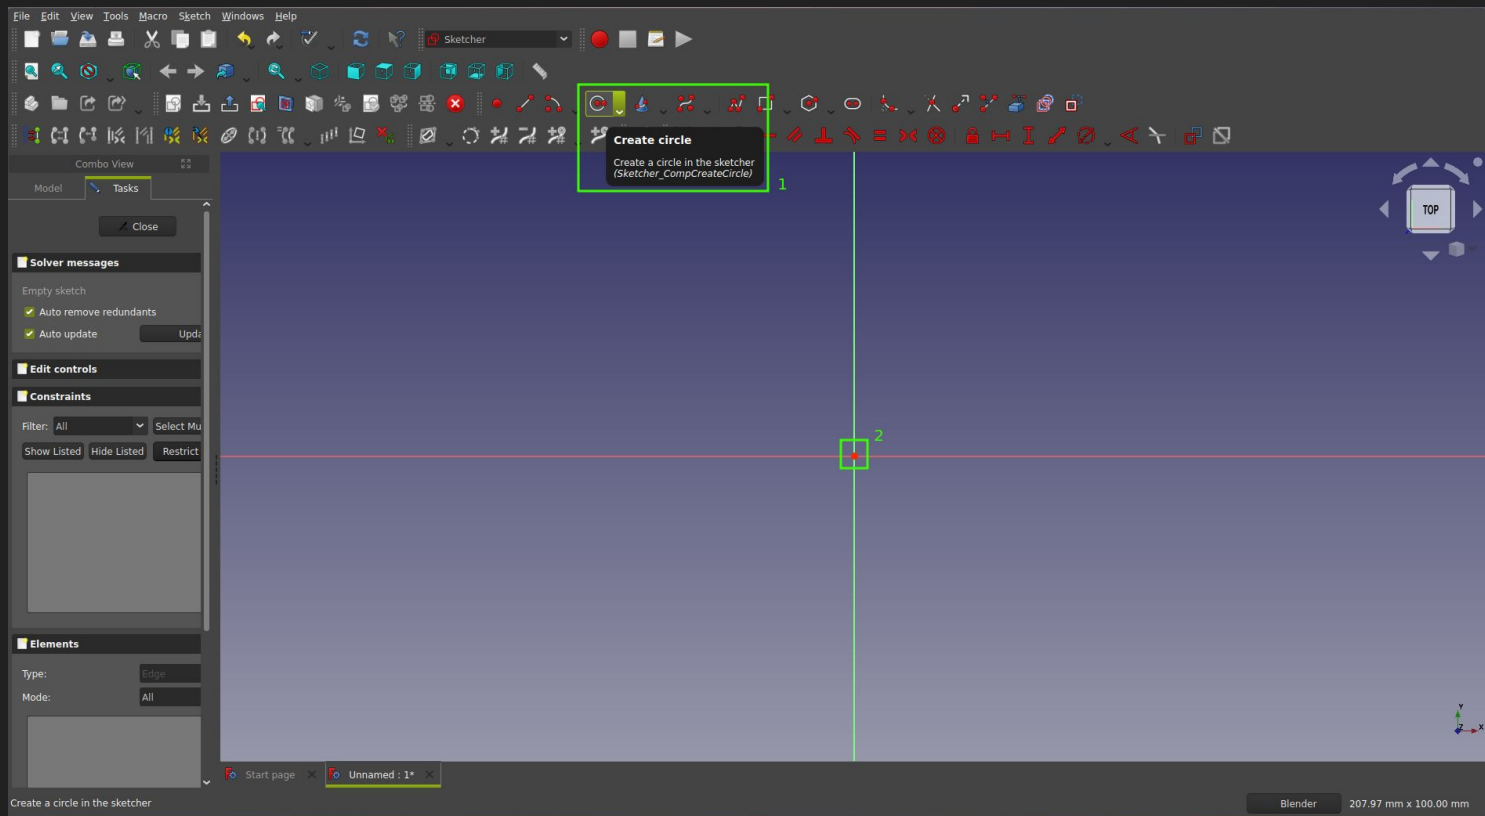 File Edit View Tools Macro Sketch Windows Help
Sketcher
Create circle
Create a circle in the sketcher
(Sketcher_CompCreateCircle)
1
Combo View
Model Tasks
TOP
Close
Solver messages
Empty sketch
Auto remove redundants
Auto update Upda
Edit controls
Constraints
Filter: All Select Mu
2
Show Listed Hide Listed Restrict
Elements
Type: Edge
Mode: All
Y
Z X
Start page Unnamed : 1*
Create a circle in the sketcher Blender 207.97 mm x 100.00 mm